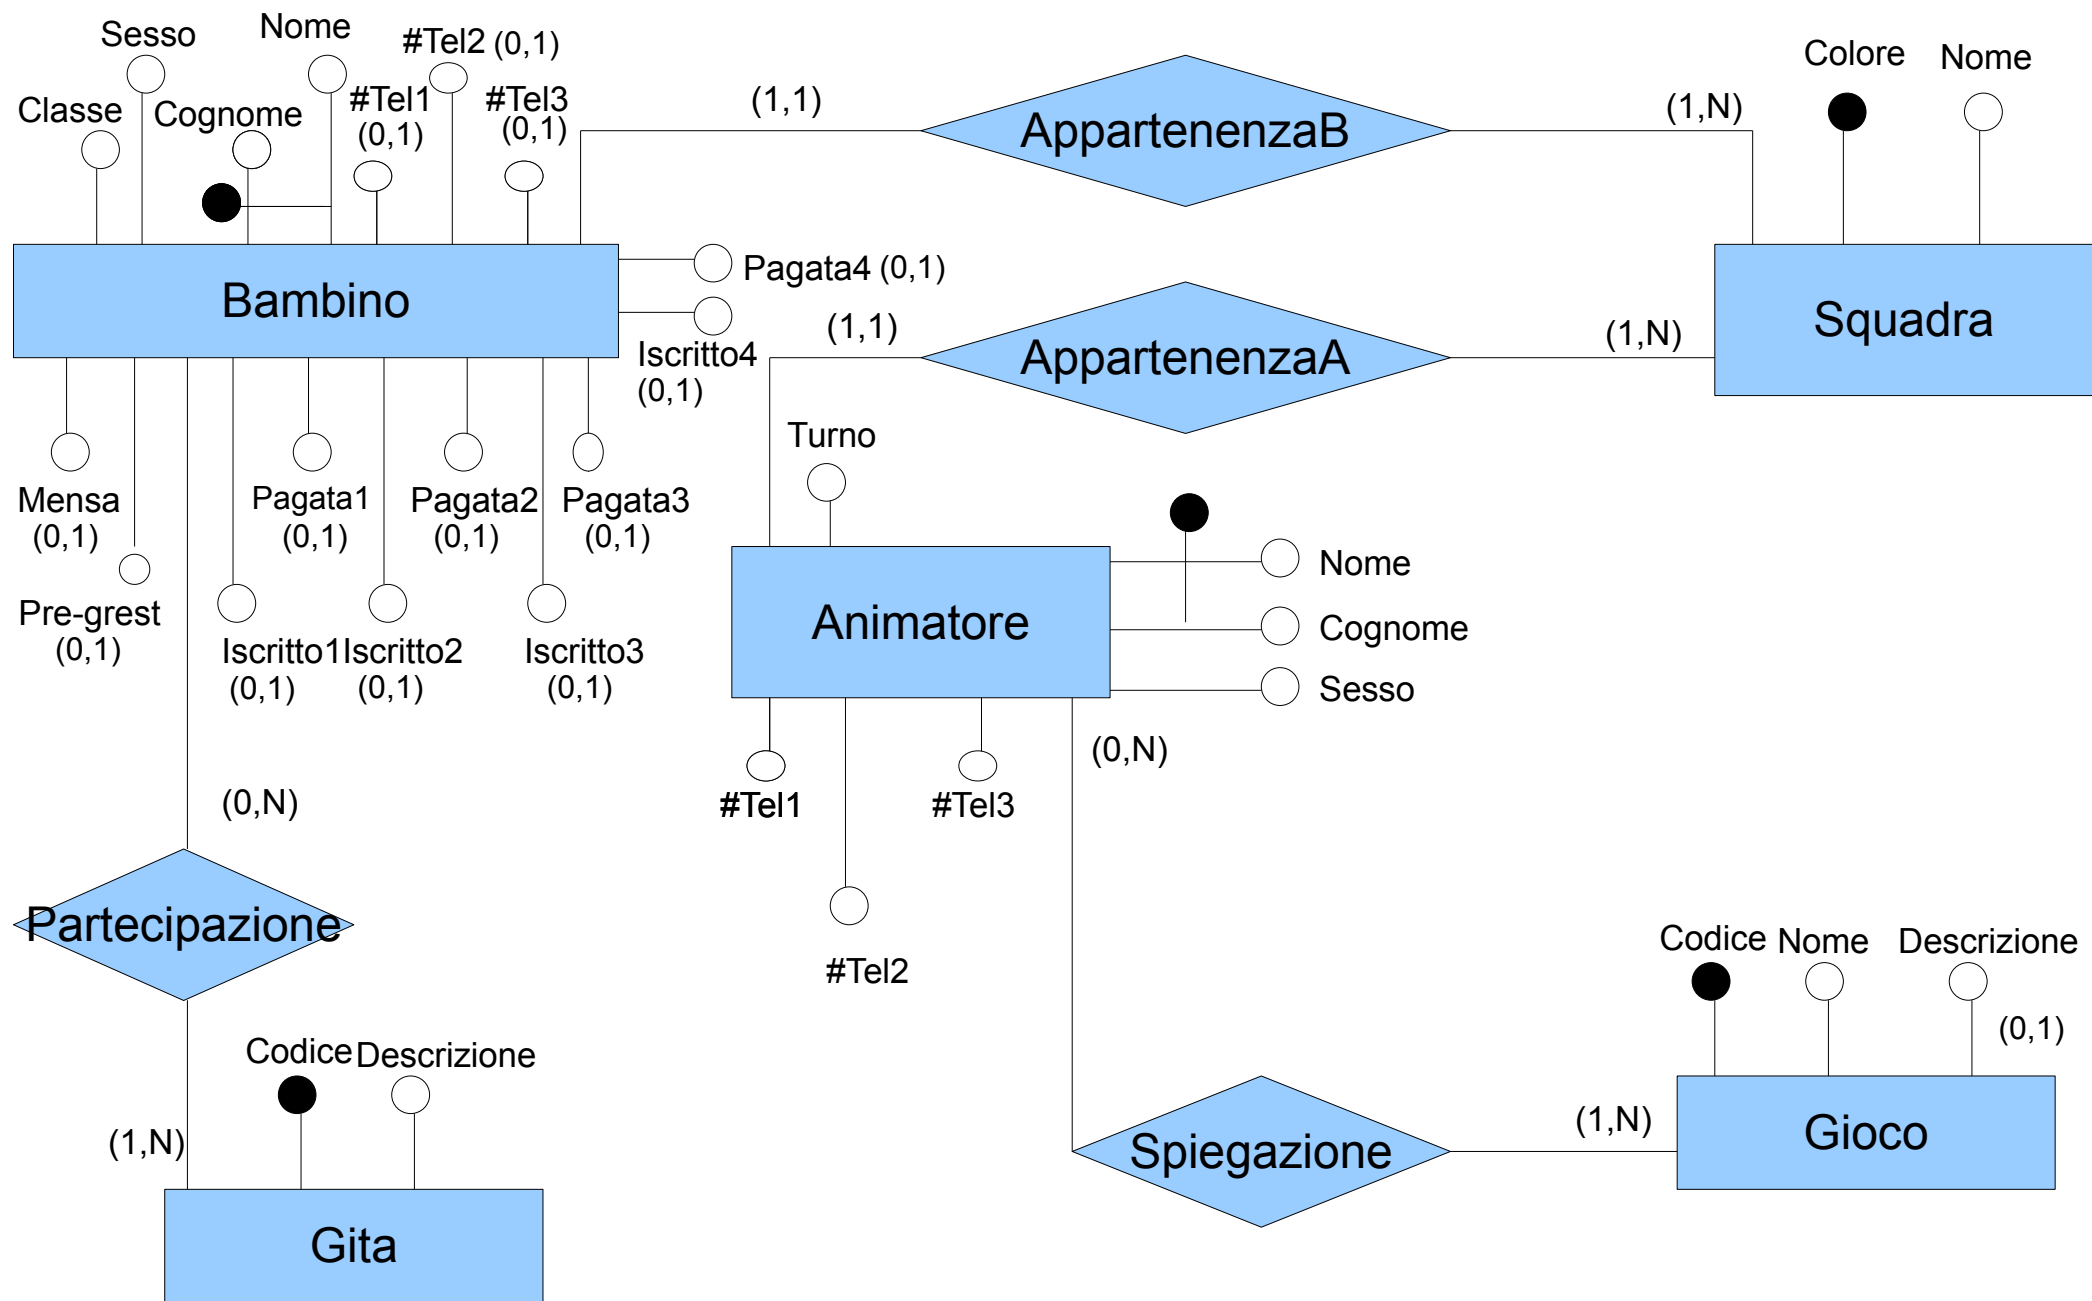 Sesso
Nome
#Tel2 (0,1)
Classe
Cognome
#Tel1
(0,1)
#Tel3
(0,1)
(1,1)
AppartenenzaB
(1,N)
Colore
Nome
Bambino
Pagata4 (0,1)
Iscritto4
(0,1)
(1,1)
AppartenenzaA
(1,N)
Squadra
Mensa
(0,1)
Pagata1
(0,1)
Pagata2
(0,1)
Pagata3
(0,1)
Pre-grest
(0,1)
Iscritto1
(0,1)
Iscritto2
(0,1)
Iscritto3
(0,1)
Turno
Animatore
Nome
Cognome
Sesso
#Tel1
#Tel3
(0,N)
#Tel2
(0,N)
Partecipazione
(1,N)
Codice
Descrizione
Gita
Spiegazione
(1,N)
Codice
Nome
Descrizione
(0,1)
Gioco